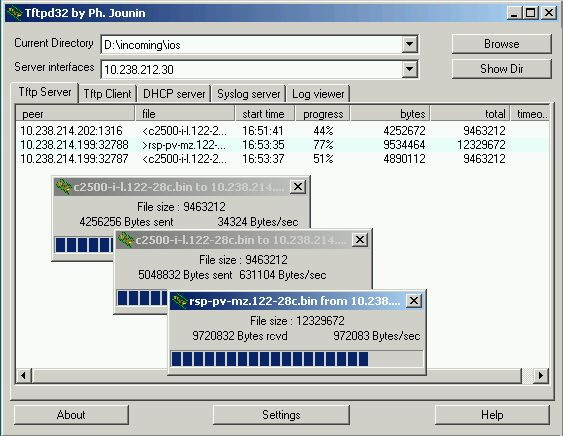 Tftpd32 by Ph. Jounin
Current Directory D:\incoming\ios Browse
Server interfaces 10.238.212.30 Show Dir
Tftp Server Tftp Client DHCP server Syslog server Log viewer
peer file start time progress bytes total timeo..
10.238.214.202:1316 <c2500-i-l.122-2... 16:51:41 44% 4252672 9463212
10.238.214.199:32788 >rsp-pv-mz.122-... 16:53:35 77% 9534464 12329672
10.238.214.199:32787 <c2500-i-l.122-2... 16:53:37 51% 4890112 9463212
c2500-i-l.122-28c.bin to 10.238.214....
File size : 9463212
4256256 Bytes sent 34324 Bytes/sec
c2500-i-l.122-28c.bin to 10.238.214....
File size : 9463212
5048832 Bytes sent 631104 Bytes/sec
rsp-pv-mz.122-28c.bin from 10.238....
File size : 12329672
9720832 Bytes rcvd 972083 Bytes/sec
About Settings Help